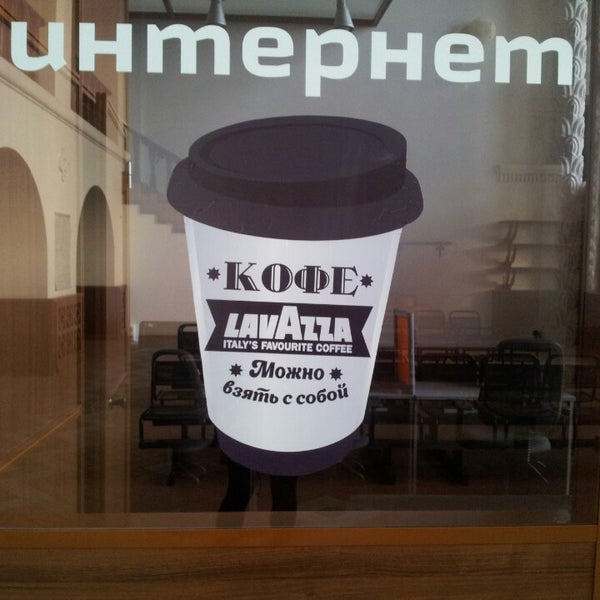 интернет
КОФЕ
LAVAZZA
ITALY'S FAVOURITE COFFEE
Можно
взять с собой